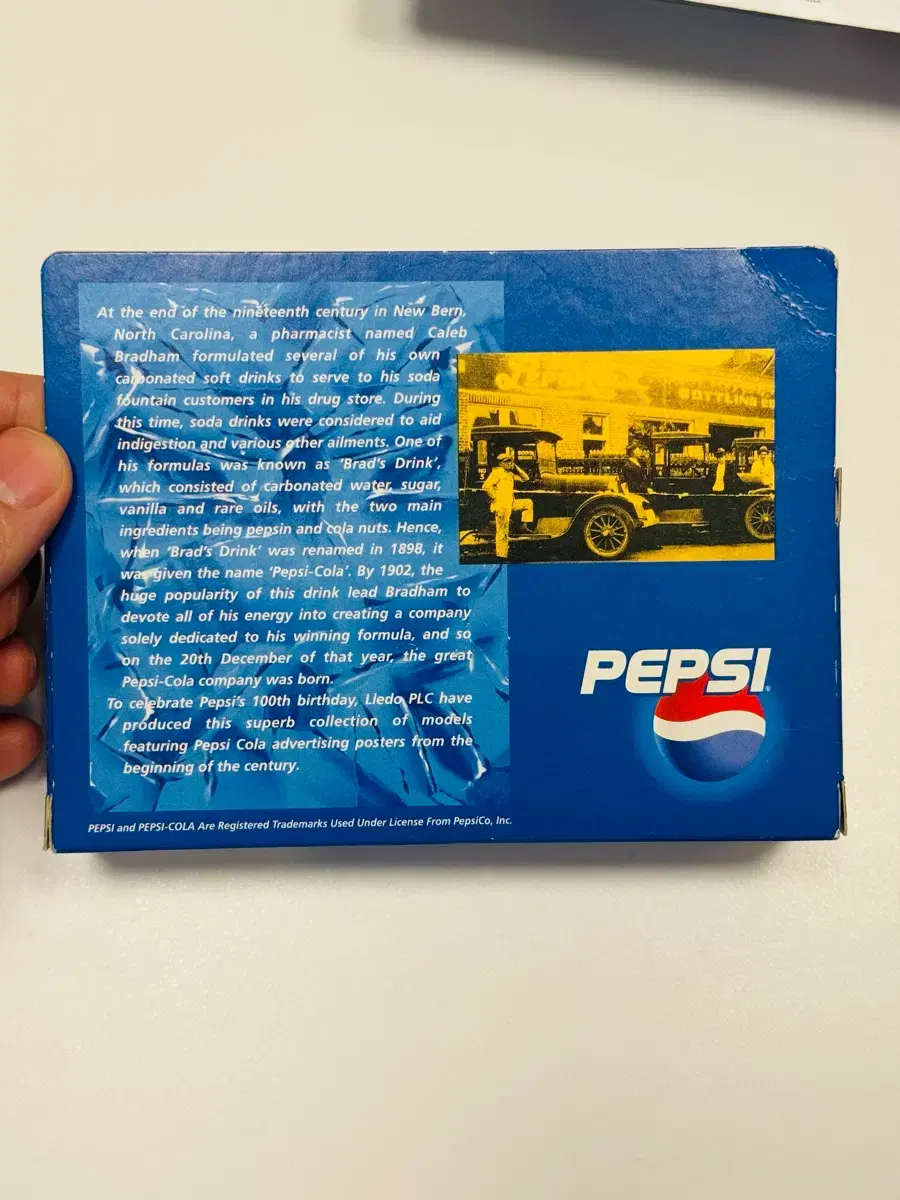 At the end of the nineteenth century in New Bern,
North Carolina, a pharmacist named Caleb
Bradham formulated several of his own
carbonated soft drinks to serve to his soda
fountain customers in his drug store. During
this time, soda drinks were considered to aid
indigestion and various other ailments. One of
his formulas was known as 'Brad's Drink',
which consisted of carbonated water, sugar,
vanilla and rare oils, with the two main
ingredients being pepsin and cola nuts. Hence,
when 'Brad's Drink' was renamed in 1898, it
was given the name 'Pepsi-Cola'. By 1902, the
huge popularity of this drink lead Bradham to
devote all of his energy into creating a company
solely dedicated to his winning formula, and so
on the 20th December of that year, the great
Pepsi-Cola company was born.
To celebrate Pepsi's 100th birthday, Lledo PLC have
produced this superb collection of models
featuring Pepsi Cola advertising posters from the
beginning of the century.
BOTTLING
PEPSI
PEPSI and PEPSI-COLA Are Registered Trademarks Used Under License From PepsiCo, Inc.